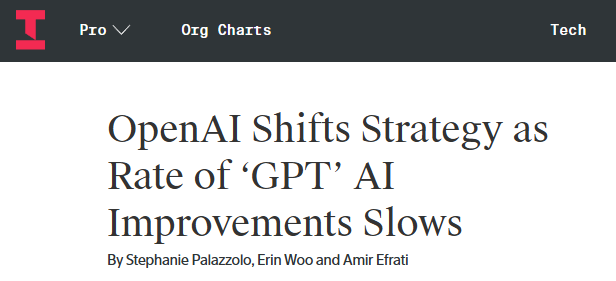 Pro Org Charts Tech
OpenAI Shifts Strategy as
Rate of ‘GPT’ AI
Improvements Slows
By Stephanie Palazzolo, Erin Woo and Amir Efrati